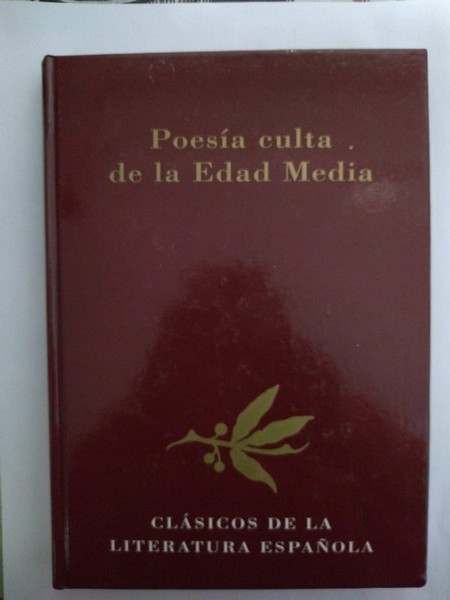 Poesía culta
de la Edad Media
CLÁSICOS DE LA
LITERATURA ESPAÑOLA